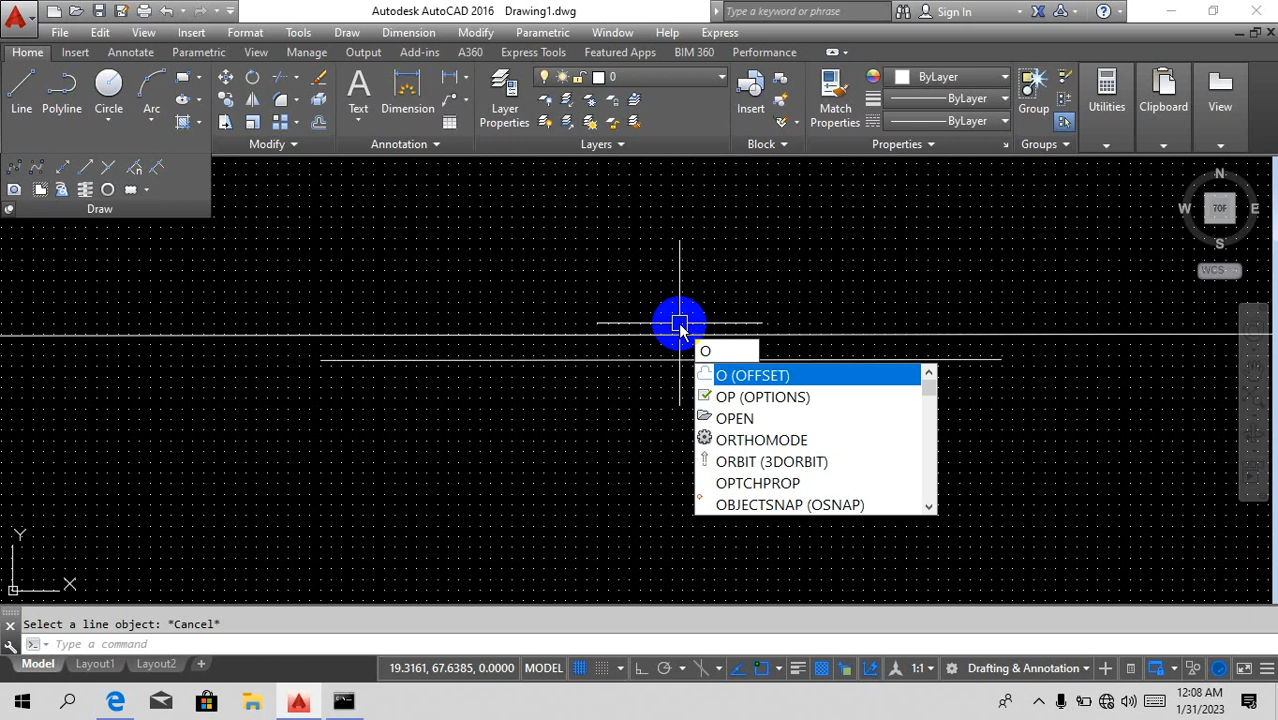 Autodesk AutoCAD 2016 Drawing1.dwg
Type a keyword or phrase
Sign In
File Edit View Insert Format Tools Draw Dimension Modify Parametric Window Help Express
Home Insert Annotate Parametric View Manage Output Add-ins A360 Express Tools Featured Apps BIM 360 Performance
0
ByLayer
ByLayer
ByLayer
Line Polyline Circle Arc
Text Dimension
Layer Properties
Insert
Match Properties
Group
Utilities Clipboard View
Modify Annotation Layers Block Properties Groups
Draw
N
W TOP E
S
WCS
O
O (OFFSET)
OP (OPTIONS)
OPEN
ORTHOMODE
ORBIT (3DORBIT)
OPTCHPROP
OBJECTSNAP (OSNAP)
Y
X
Select a line object: *Cancel*
Type a command
Model Layout1 Layout2 +
19.3161, 67.6385, 0.0000 MODEL
1:1
Drafting & Annotation
12:08 AM
1/31/2023